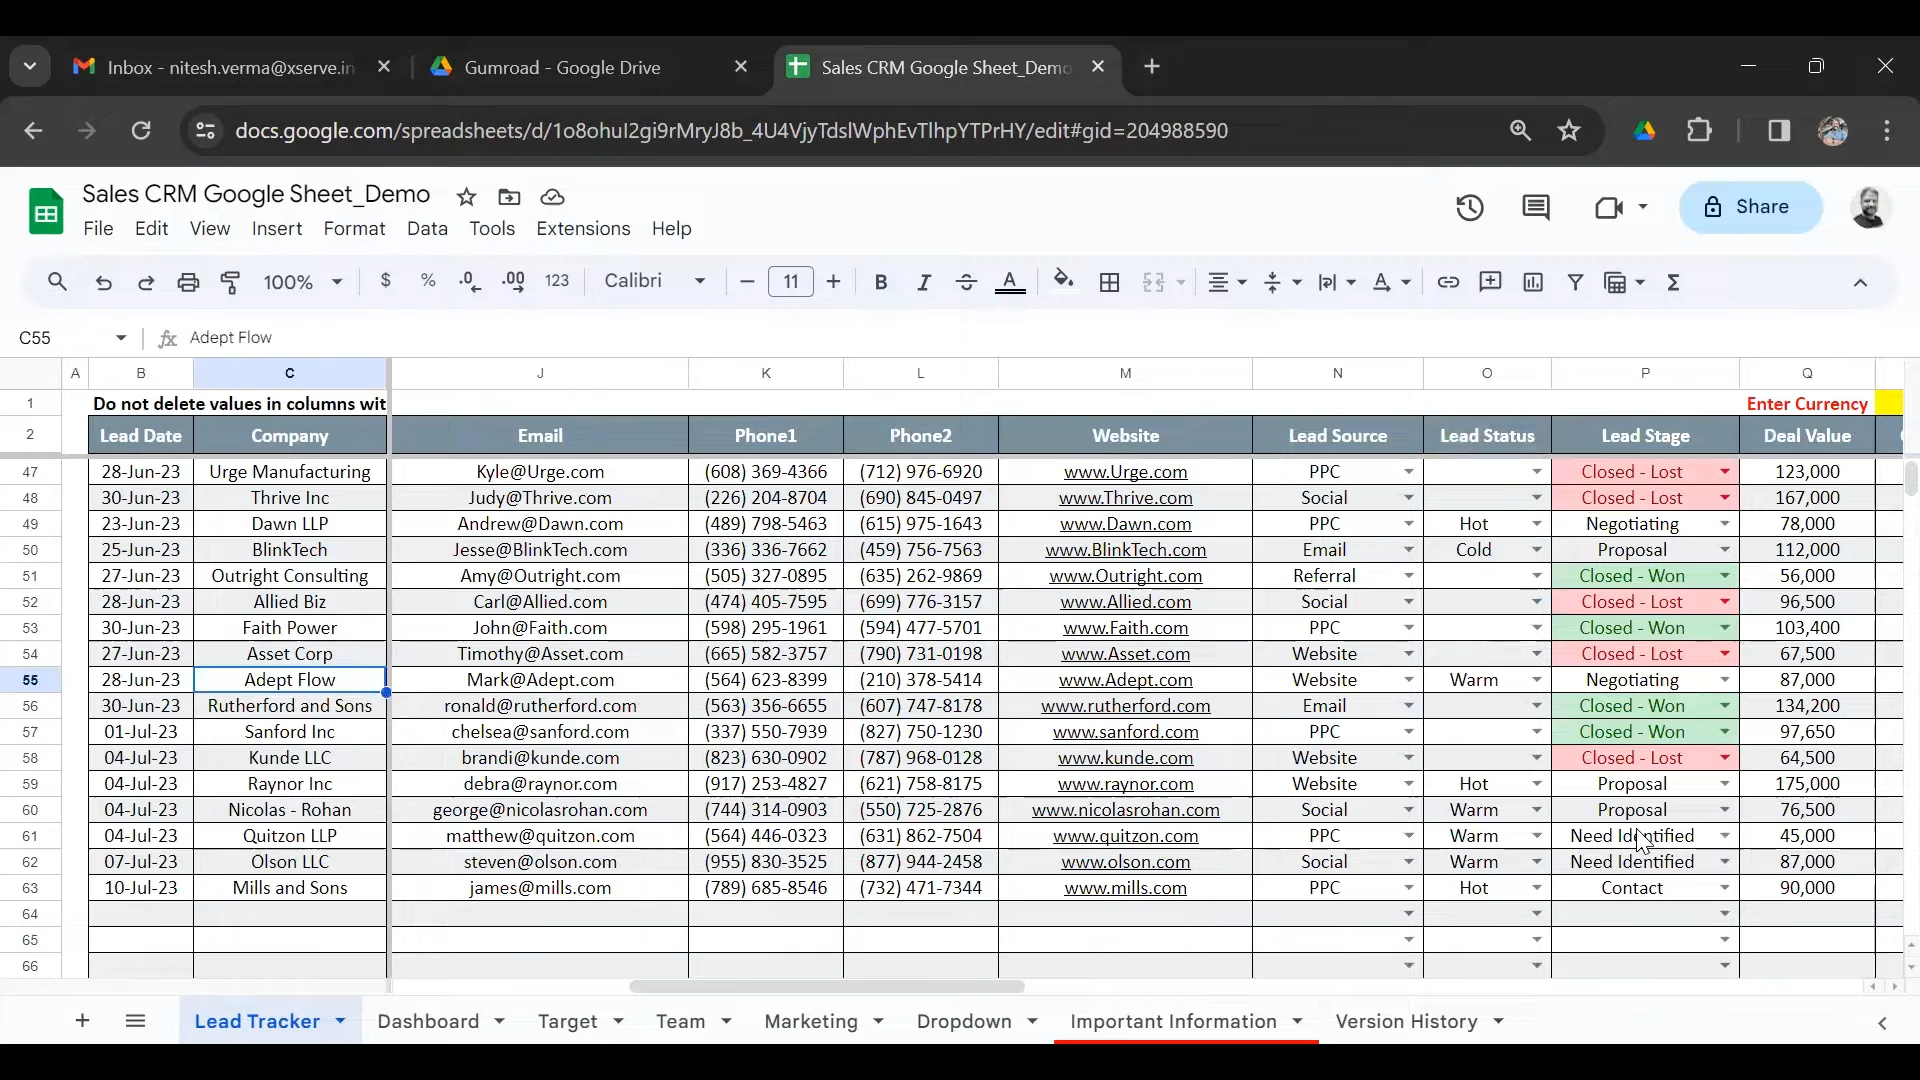 Inbox - nitesh.verma@xserve.in
Gumroad - Google Drive
Sales CRM Google Sheet_Demo
docs.google.com/spreadsheets/d/1o8ohuI2gi9rMryJ8b_4U4VjyTdslWphEvTlhpYTPrHY/edit#gid=204988590
Sales CRM Google Sheet_Demo
File Edit View Insert Format Data Tools Extensions Help
Share
100% $ % .0 .00 123 Calibri 11 B I A
C55 fx Adept Flow
A B C J K L M N O P Q
1 Do not delete values in columns wit Enter Currency
2 Lead Date Company Email Phone1 Phone2 Website Lead Source Lead Status Lead Stage Deal Value
47 28-Jun-23 Urge Manufacturing Kyle@Urge.com (608) 369-4366 (712) 976-6920 www.Urge.com PPC Closed - Lost 123,000
48 30-Jun-23 Thrive Inc Judy@Thrive.com (226) 204-8704 (690) 845-0497 www.Thrive.com Social Closed - Lost 167,000
49 23-Jun-23 Dawn LLP Andrew@Dawn.com (489) 798-5463 (615) 975-1643 www.Dawn.com PPC Hot Negotiating 78,000
50 25-Jun-23 BlinkTech Jesse@BlinkTech.com (336) 336-7662 (459) 756-7563 www.BlinkTech.com Email Cold Proposal 112,000
51 27-Jun-23 Outright Consulting Amy@Outright.com (505) 327-0895 (635) 262-9869 www.Outright.com Referral Closed - Won 56,000
52 28-Jun-23 Allied Biz Carl@Allied.com (474) 405-7595 (699) 776-3157 www.Allied.com Social Closed - Lost 96,500
53 30-Jun-23 Faith Power John@Faith.com (598) 295-1961 (594) 477-5701 www.Faith.com PPC Closed - Won 103,400
54 27-Jun-23 Asset Corp Timothy@Asset.com (665) 582-3757 (790) 731-0198 www.Asset.com Website Closed - Lost 67,500
55 28-Jun-23 Adept Flow Mark@Adept.com (564) 623-8399 (210) 378-5414 www.Adept.com Website Warm Negotiating 87,000
56 30-Jun-23 Rutherford and Sons ronald@rutherford.com (563) 356-6655 (607) 747-8178 www.rutherford.com Email Closed - Won 134,200
57 01-Jul-23 Sanford Inc chelsea@sanford.com (337) 550-7939 (827) 750-1230 www.sanford.com PPC Closed - Won 97,650
58 04-Jul-23 Kunde LLC brandi@kunde.com (823) 630-0902 (787) 968-0128 www.kunde.com Website Closed - Lost 64,500
59 04-Jul-23 Raynor Inc debra@raynor.com (917) 253-4827 (621) 758-8175 www.raynor.com Website Hot Proposal 175,000
60 04-Jul-23 Nicolas - Rohan george@nicolasrohan.com (744) 314-0903 (550) 725-2876 www.nicolasrohan.com Social Warm Proposal 76,500
61 04-Jul-23 Quitzon LLP matthew@quitzon.com (564) 446-0323 (631) 862-7504 www.quitzon.com PPC Warm Need Identified 45,000
62 07-Jul-23 Olson LLC steven@olson.com (955) 830-3525 (877) 944-2458 www.olson.com Social Warm Need Identified 87,000
63 10-Jul-23 Mills and Sons james@mills.com (789) 685-8546 (732) 471-7344 www.mills.com PPC Hot Contact 90,000
64
65
66
Lead Tracker Dashboard Target Team Marketing Dropdown Important Information Version History